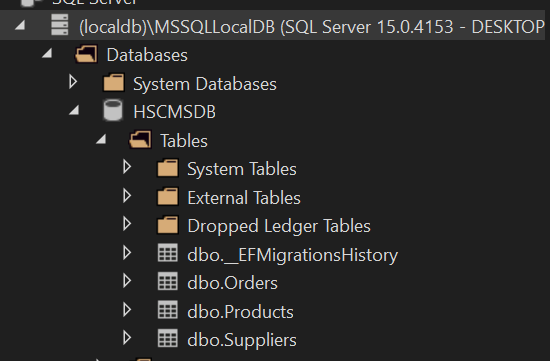 SQL Server
(localdb)\MSSQLLocalDB (SQL Server 15.0.4153 - DESKTOP
Databases
System Databases
HSCMSDB
Tables
System Tables
External Tables
Dropped Ledger Tables
dbo.__EFMigrationsHistory
dbo.Orders
dbo.Products
dbo.Suppliers